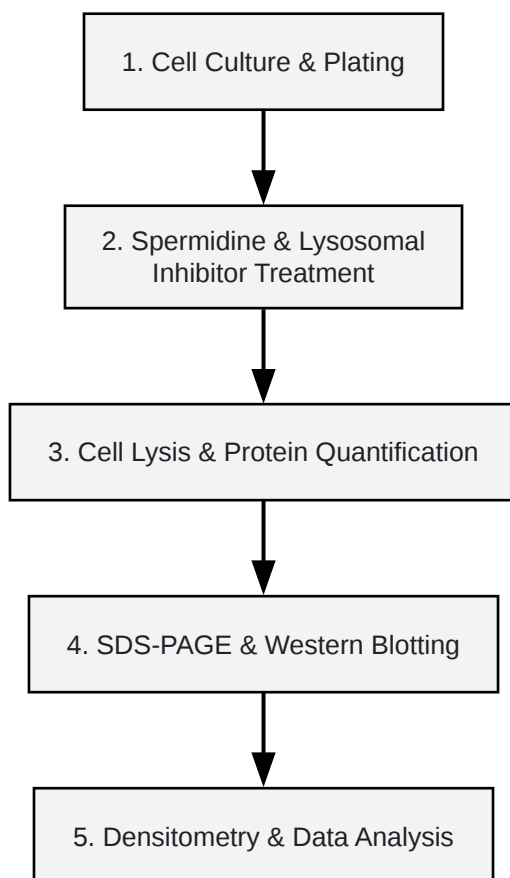 1. Cell Culture & Plating
2. Spermidine & Lysosomal
Inhibitor Treatment
3. Cell Lysis & Protein Quantification
4. SDS-PAGE & Western Blotting
5. Densitometry & Data Analysis